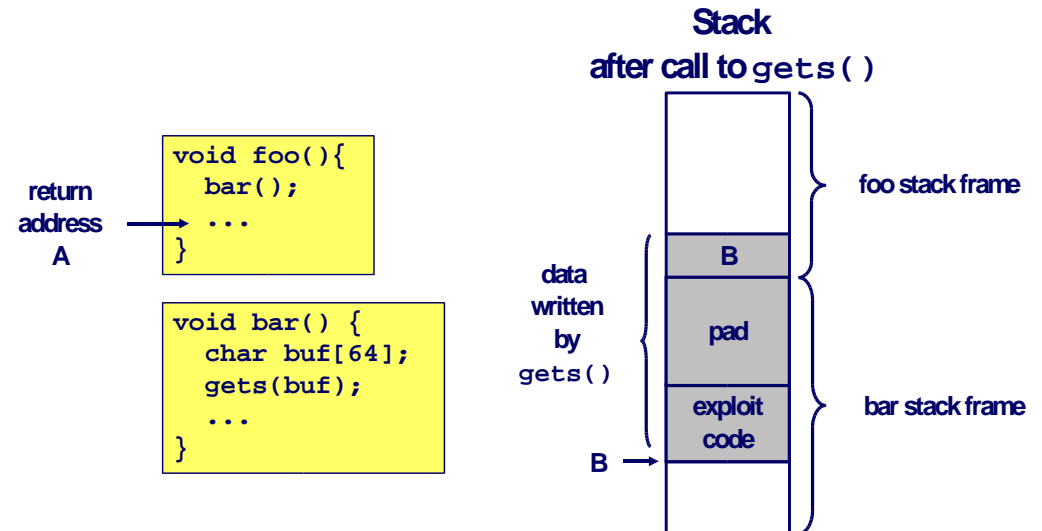 Stack
after call to gets()
void foo(){
bar();
...
}
return
address
A
void bar() {
char buf[64];
gets(buf);
...
}
foo stack frame
B
data
written
by
gets()
pad
exploit
code
bar stack frame
B